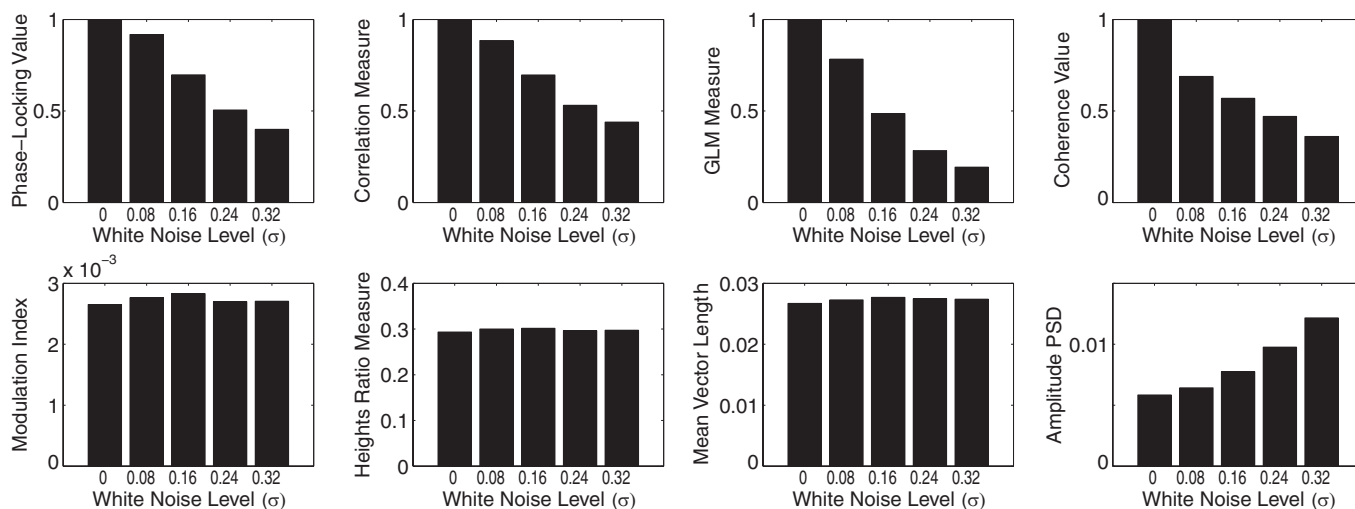 Phase–Locking Value
1
0.5
0
0 0.08 0.16 0.24 0.32
White Noise Level (σ)
Correlation Measure
1
0.5
0
0 0.08 0.16 0.24 0.32
White Noise Level (σ)
GLM Measure
1
0.5
0
0 0.08 0.16 0.24 0.32
White Noise Level (σ)
Coherence Value
1
0.5
0
0 0.08 0.16 0.24 0.32
White Noise Level (σ)
Modulation Index
x 10⁻³
3
2
1
0
0 0.08 0.16 0.24 0.32
White Noise Level (σ)
Heights Ratio Measure
0.4
0.3
0.2
0.1
0
0 0.08 0.16 0.24 0.32
White Noise Level (σ)
Mean Vector Length
0.03
0.02
0.01
0
0 0.08 0.16 0.24 0.32
White Noise Level (σ)
Amplitude PSD
0.01
0
0 0.08 0.16 0.24 0.32
White Noise Level (σ)